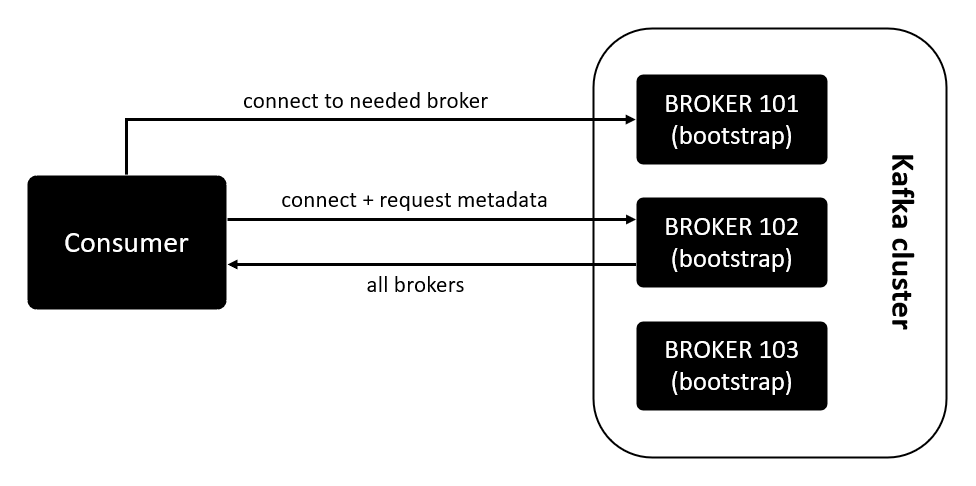 connect to needed broker
BROKER 101
(bootstrap)
connect + request metadata
Consumer
BROKER 102
(bootstrap)
all brokers
BROKER 103
(bootstrap)
Kafka cluster